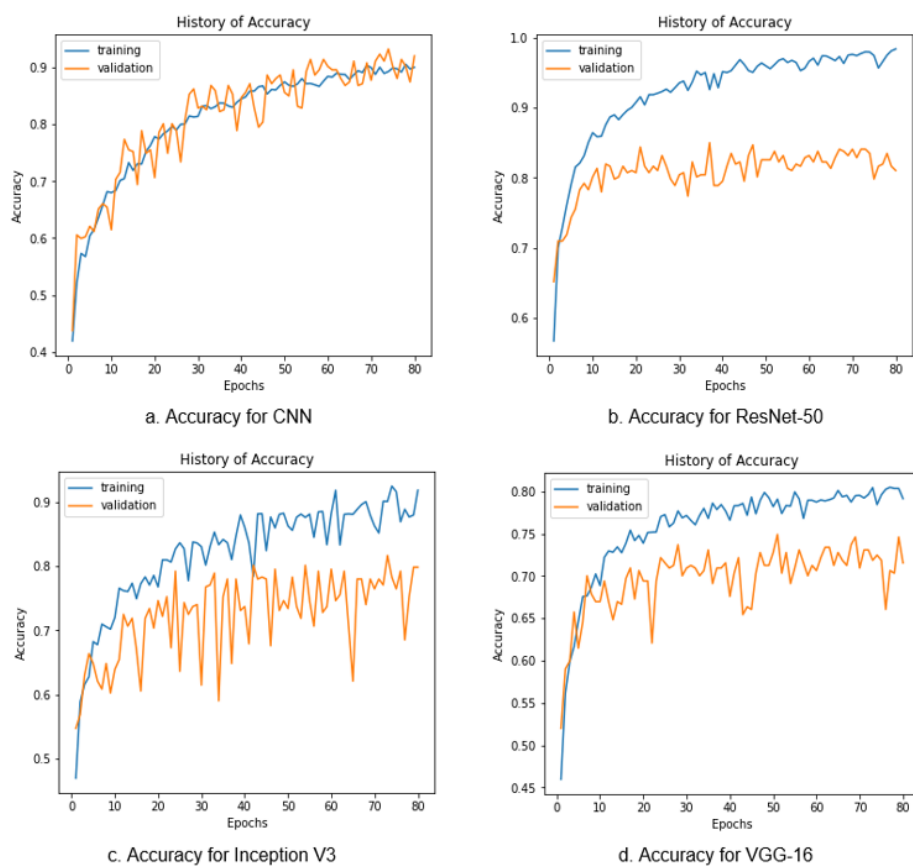 History of Accuracy
training
validation
Accuracy
0.9
0.8
0.7
0.6
0.5
0.4
0 10 20 30 40 50 60 70 80
Epochs
a. Accuracy for CNN
History of Accuracy
training
validation
Accuracy
1.0
0.9
0.8
0.7
0.6
0 10 20 30 40 50 60 70 80
Epochs
b. Accuracy for ResNet-50
History of Accuracy
training
validation
Accuracy
0.9
0.8
0.7
0.6
0.5
0 10 20 30 40 50 60 70 80
Epochs
c. Accuracy for Inception V3
History of Accuracy
training
validation
Accuracy
0.80
0.75
0.70
0.65
0.60
0.55
0.50
0.45
0 10 20 30 40 50 60 70 80
Epochs
d. Accuracy for VGG-16